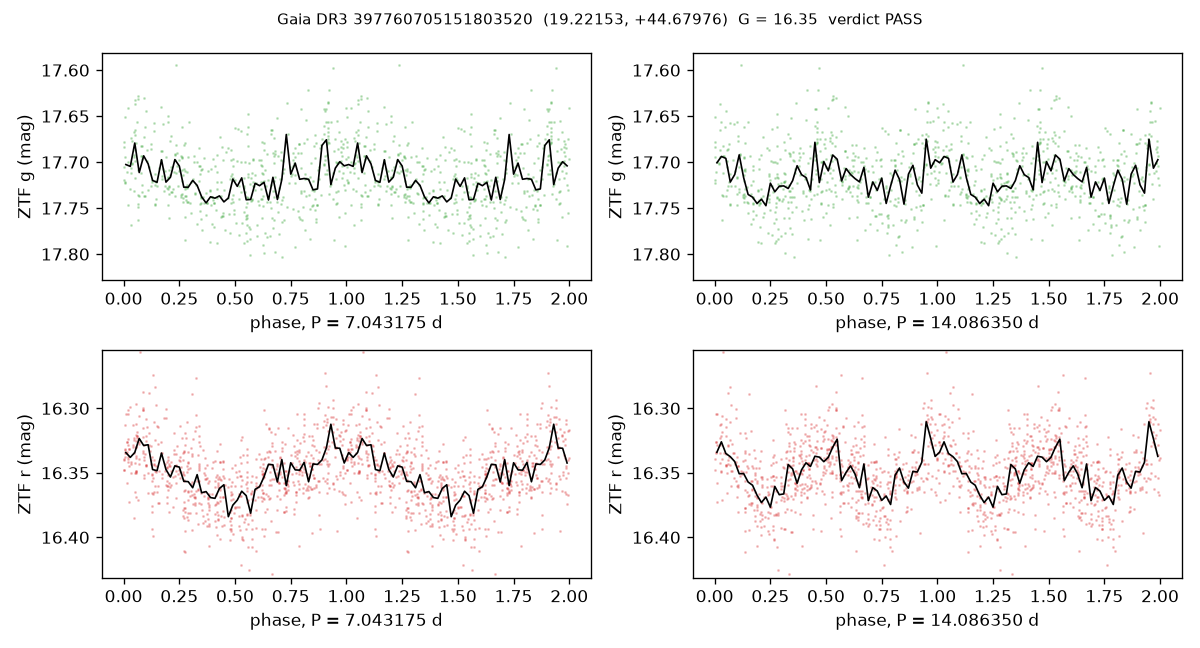 Gaia DR3 397760705151803520  (19.22153, +44.67976)  G = 16.35  verdict PASS
ZTF g (mag)
17.60
17.65
17.70
17.75
17.80
0.00 0.25 0.50 0.75 1.00 1.25 1.50 1.75 2.00
phase, P = 7.043175 d
ZTF g (mag)
17.60
17.65
17.70
17.75
17.80
0.00 0.25 0.50 0.75 1.00 1.25 1.50 1.75 2.00
phase, P = 14.086350 d
ZTF r (mag)
16.30
16.35
16.40
0.00 0.25 0.50 0.75 1.00 1.25 1.50 1.75 2.00
phase, P = 7.043175 d
ZTF r (mag)
16.30
16.35
16.40
0.00 0.25 0.50 0.75 1.00 1.25 1.50 1.75 2.00
phase, P = 14.086350 d